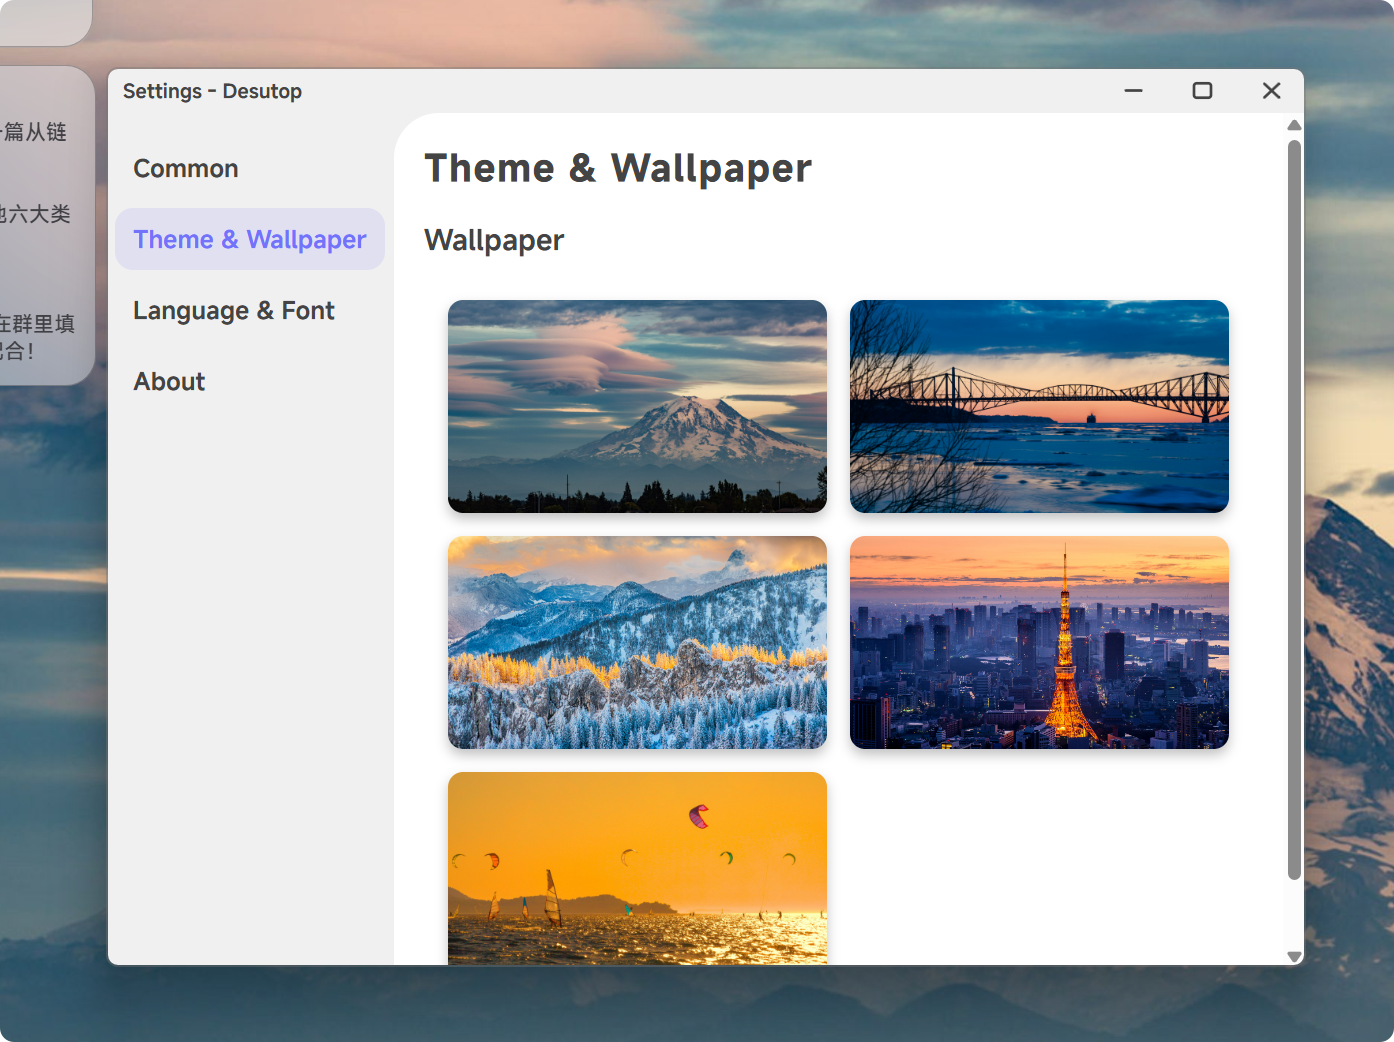 篇从链
六大类
在群里填
合！
Settings - Desutop
Common
Theme & Wallpaper
Language & Font
About
Theme & Wallpaper
Wallpaper